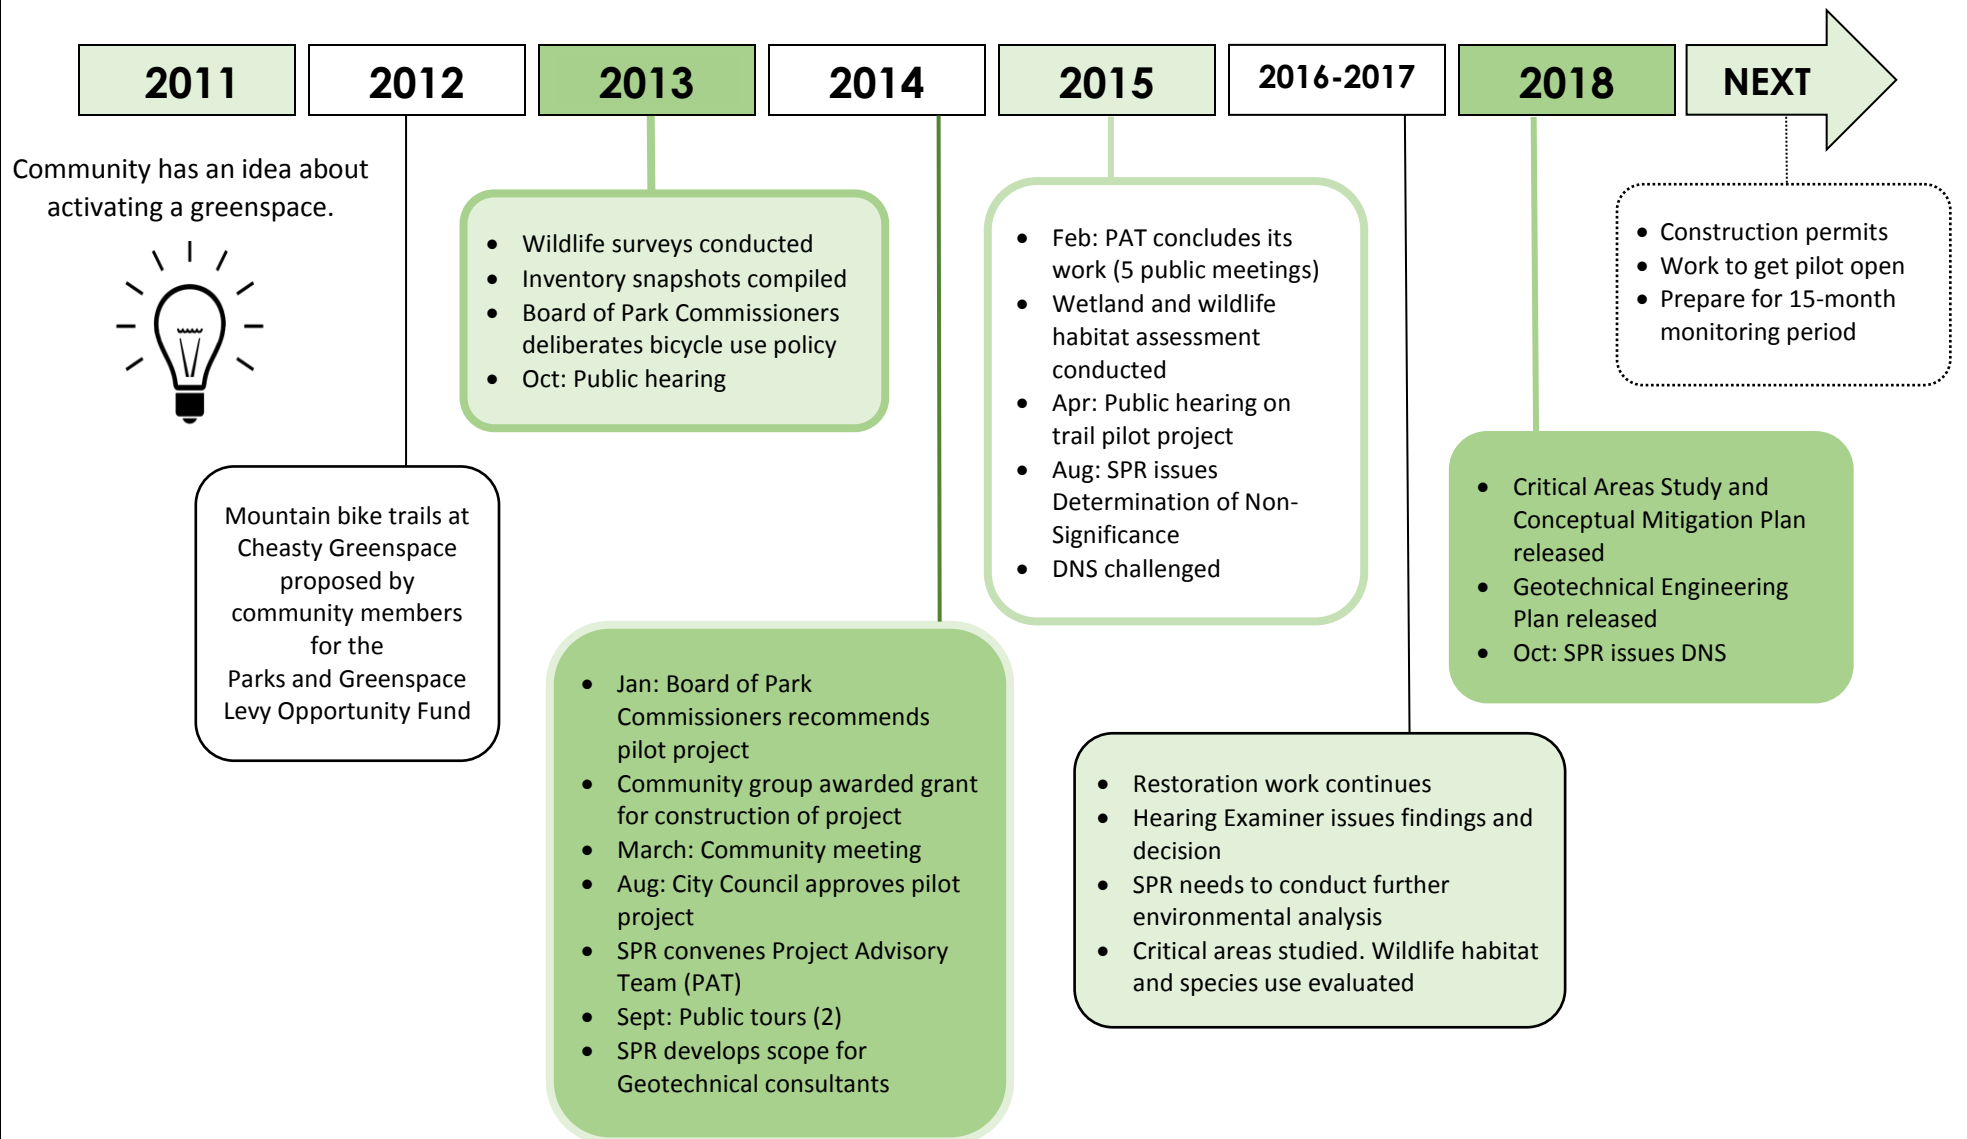 2011
2012
2013
2014
2015
2016-2017
2018
NEXT
Community has an idea about
activating a greenspace.
Mountain bike trails at
Cheasty Greenspace
proposed by
community members
for the
Parks and Greenspace
Levy Opportunity Fund
• Wildlife surveys conducted
• Inventory snapshots compiled
• Board of Park Commissioners
deliberates bicycle use policy
• Oct: Public hearing
• Jan: Board of Park
Commissioners recommends
pilot project
• Community group awarded grant
for construction of project
• March: Community meeting
• Aug: City Council approves pilot
project
• SPR convenes Project Advisory
Team (PAT)
• Sept: Public tours (2)
• SPR develops scope for
Geotechnical consultants
• Feb: PAT concludes its
work (5 public meetings)
• Wetland and wildlife
habitat assessment
conducted
• Apr: Public hearing on
trail pilot project
• Aug: SPR issues
Determination of Non-
Significance
• DNS challenged
• Restoration work continues
• Hearing Examiner issues findings and
decision
• SPR needs to conduct further
environmental analysis
• Critical areas studied. Wildlife habitat
and species use evaluated
• Critical Areas Study and
Conceptual Mitigation Plan
released
• Geotechnical Engineering
Plan released
• Oct: SPR issues DNS
• Construction permits
• Work to get pilot open
• Prepare for 15-month
monitoring period